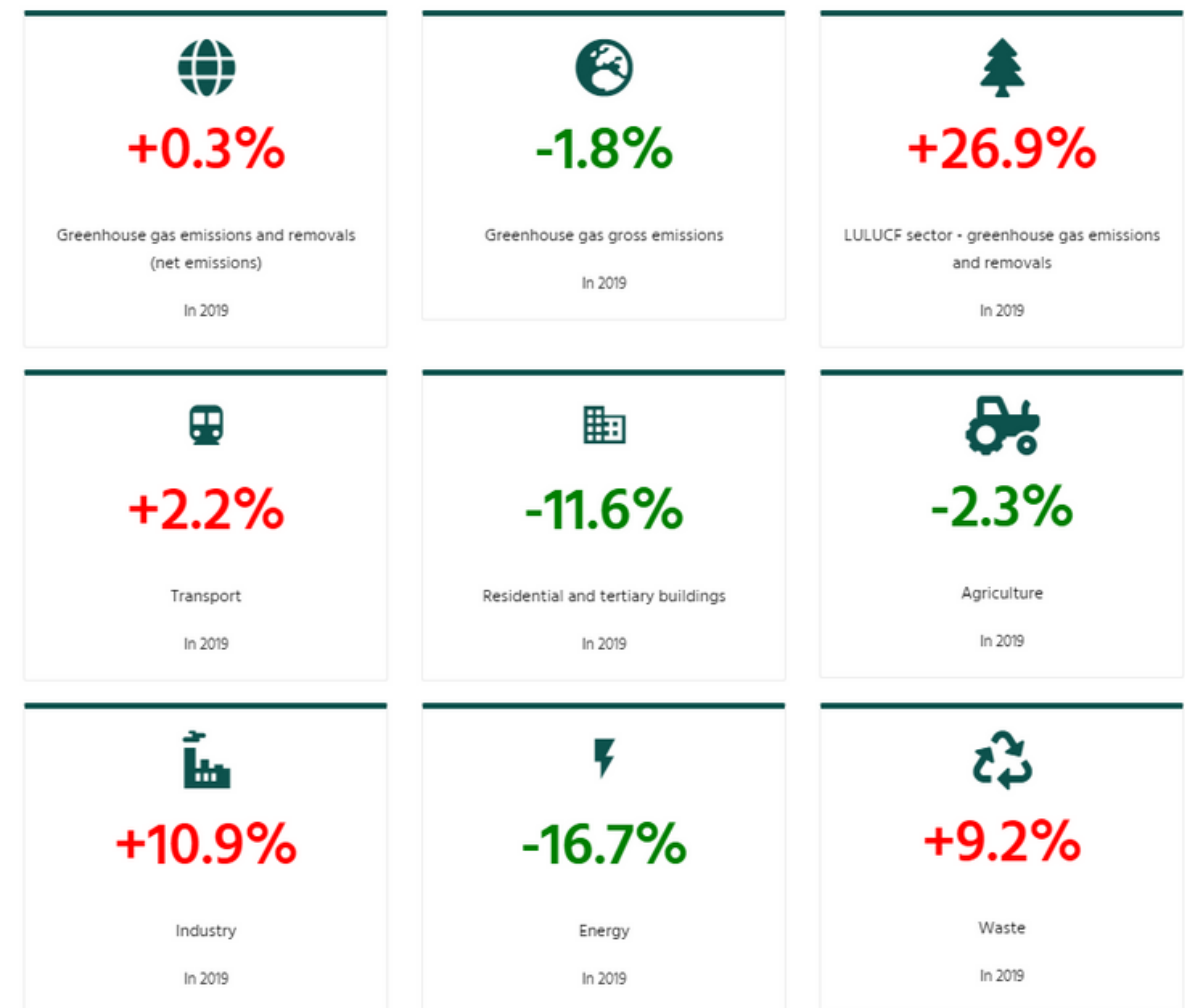 +0.3%
Greenhouse gas emissions and removals
(net emissions)
In 2019
-1.8%
Greenhouse gas gross emissions
In 2019
+26.9%
LULUCF sector - greenhouse gas emissions
and removals
In 2019
+2.2%
Transport
In 2019
-11.6%
Residential and tertiary buildings
In 2019
-2.3%
Agriculture
In 2019
+10.9%
Industry
In 2019
-16.7%
Energy
In 2019
+9.2%
Waste
In 2019